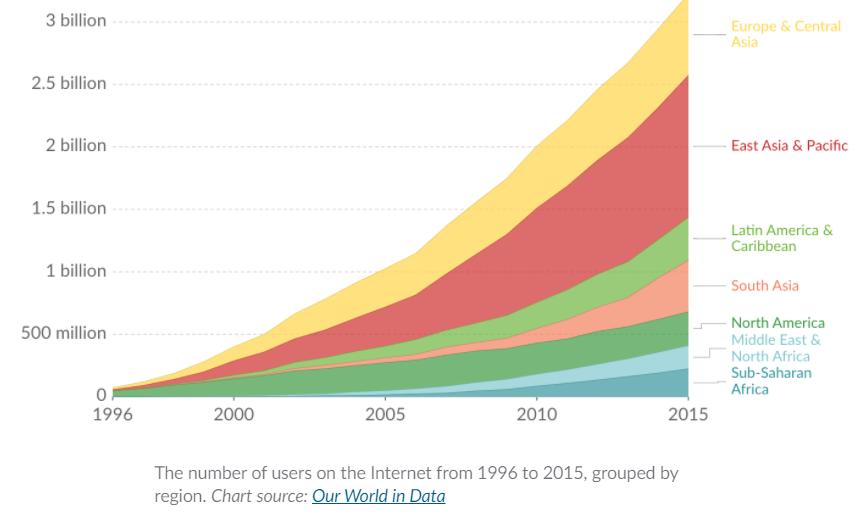 3 billion
2.5 billion
2 billion
1.5 billion
1 billion
500 million
0
1996
2000
2005
2010
2015
Europe & Central
Asia
East Asia & Pacific
Latin America &
Caribbean
South Asia
North America
Middle East &
North Africa
Sub-Saharan
Africa
The number of users on the Internet from 1996 to 2015, grouped by
region. Chart source: Our World in Data